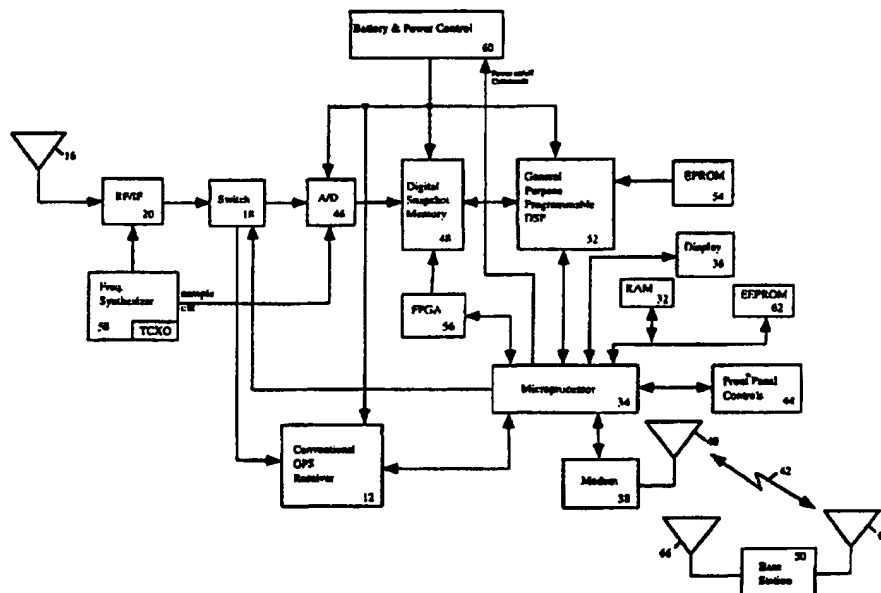 Battery & Power Control
60
Power on/off
Commands
16
RF/IF
20
Switch
18
A/D
46
Digital
Snapshot
Memory
48
General
Purpose
Programmable
DSP
52
EPROM
54
Display
36
RAM
32
EEPROM
62
Freq.
Synthesizer
58
TCXO
sample
FPGA
56
Microprocessor
34
Front Panel
Controls
44
Conventional
GPS
Receiver
12
Modem
38
40
42
66
Base
Station
50